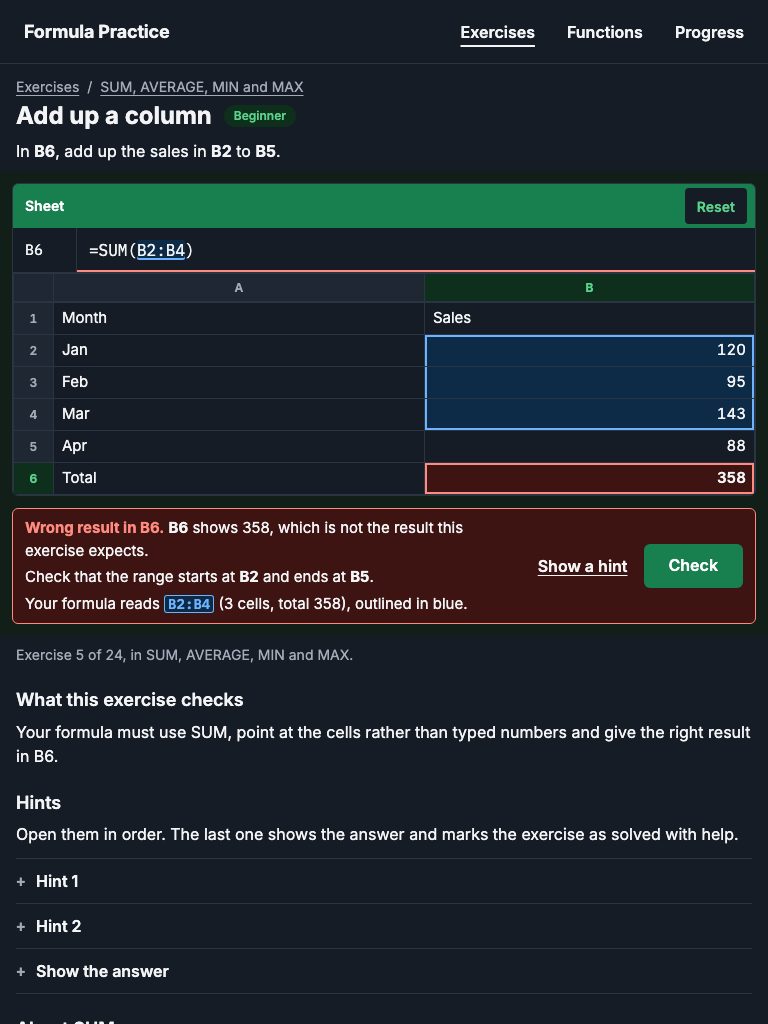 Formula Practice
Exercises Functions Progress
Exercises / SUM, AVERAGE, MIN and MAX
Add up a column Beginner
In B6, add up the sales in B2 to B5.
Sheet Reset
B6 =SUM(B2:B4)
A B
1 Month Sales
2 Jan 120
3 Feb 95
4 Mar 143
5 Apr 88
6 Total 358
Wrong result in B6. B6 shows 358, which is not the result this
exercise expects.
Check that the range starts at B2 and ends at B5.
Your formula reads B2:B4 (3 cells, total 358), outlined in blue.
Show a hint Check
Exercise 5 of 24, in SUM, AVERAGE, MIN and MAX.
What this exercise checks
Your formula must use SUM, point at the cells rather than typed numbers and give the right result
in B6.
Hints
Open them in order. The last one shows the answer and marks the exercise as solved with help.
+ Hint 1
+ Hint 2
+ Show the answer
About SUM